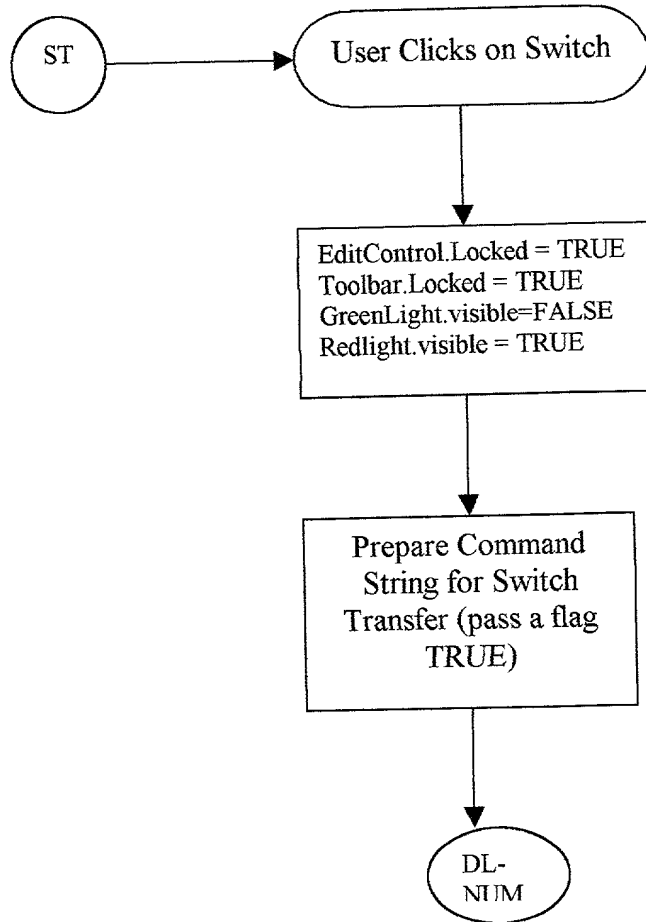 ST
User Clicks on Switch
EditControl.Locked = TRUE
Toolbar.Locked = TRUE
GreenLight.visible=FALSE
Redlight.visible = TRUE
Prepare Command
String for Switch
Transfer (pass a flag
TRUE)
DL-
NUM